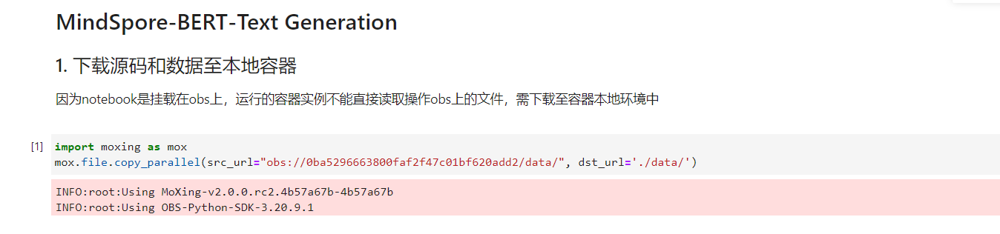 MindSpore-BERT-Text Generation
1. 下载源码和数据至本地容器
因为notebook是挂载在obs上，运行的容器实例不能直接读取操作obs上的文件，需下载至容器本地环境中
[1] import moxing as mox
mox.file.copy_parallel(src_url="obs://0ba5296663800faf2f47c01bf620add2/data/", dst_url='./data/')
INFO:root:Using MoXing-v2.0.0.rc2.4b57a67b-4b57a67b
INFO:root:Using OBS-Python-SDK-3.20.9.1